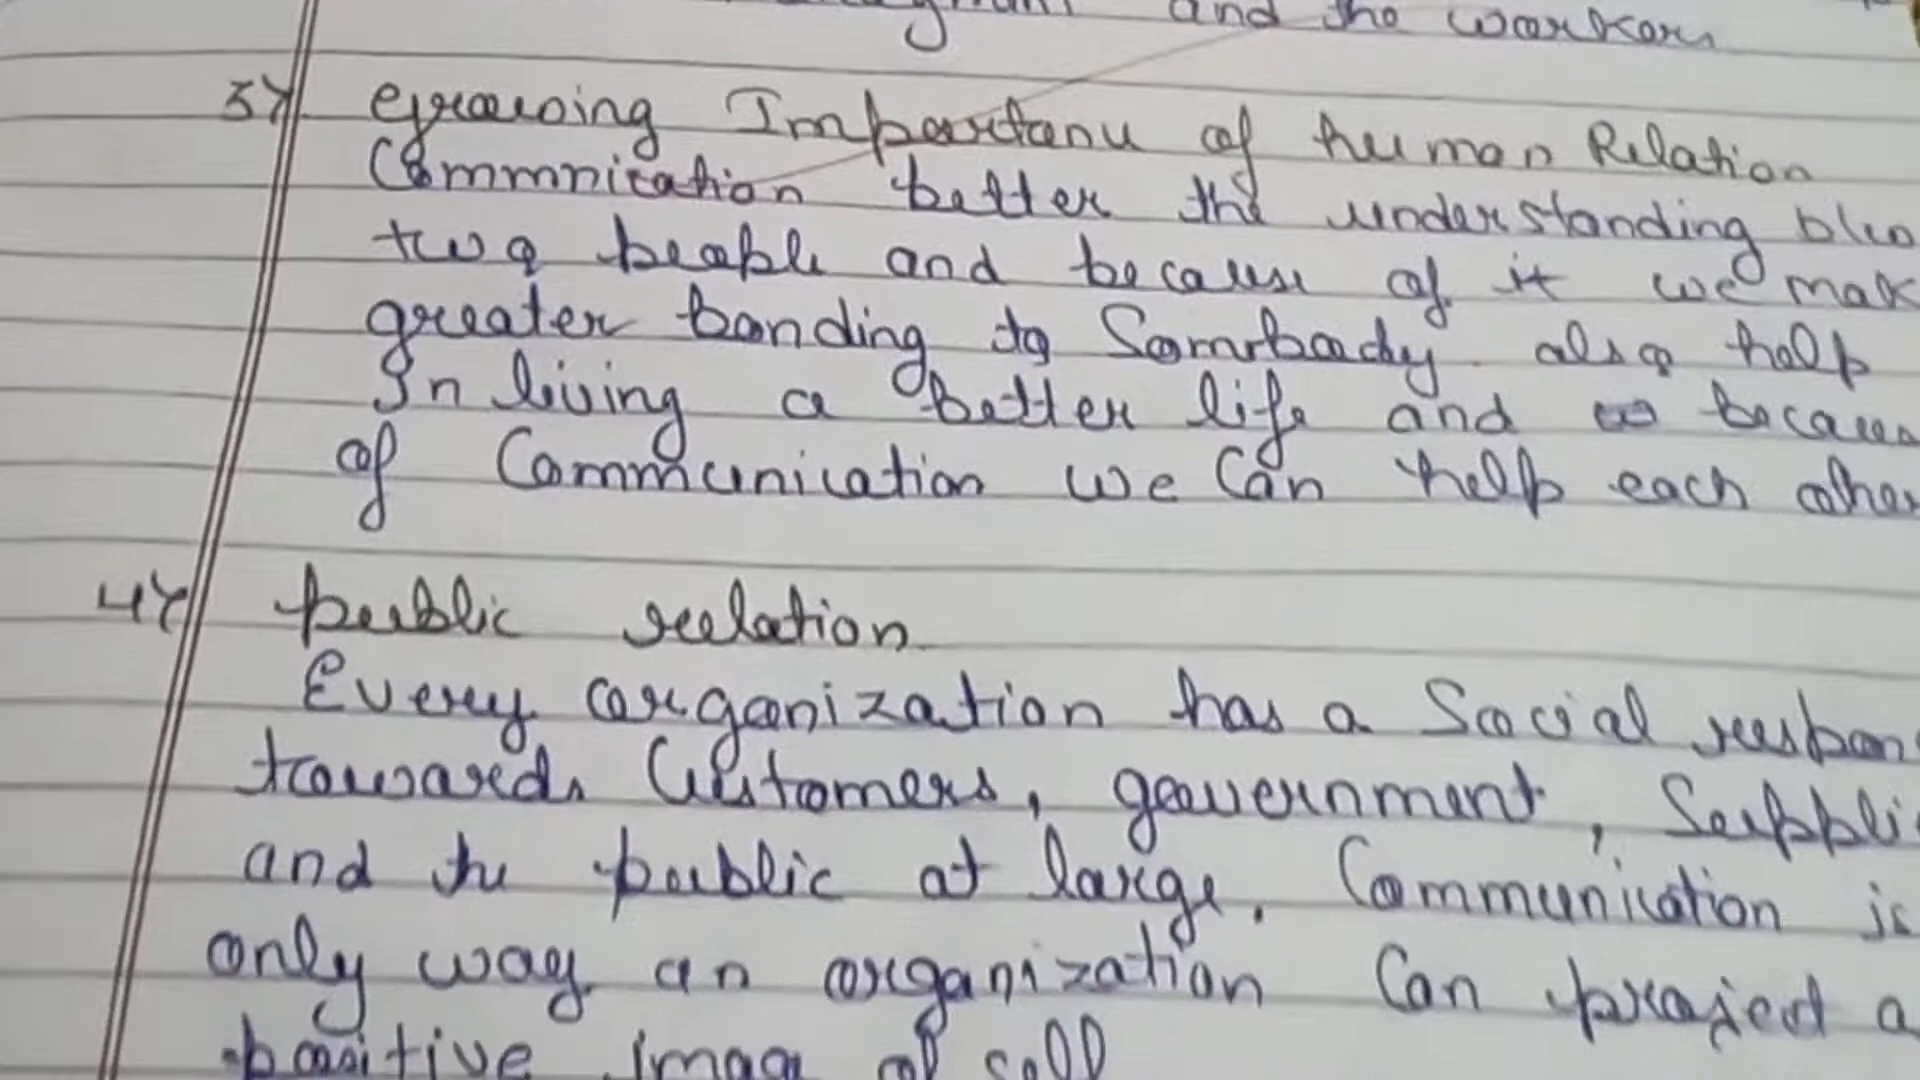 and the workers
3) Growing Importance of human Relation
Commnication better the understanding b/w
two people and because of it we mak
greater bonding to Somebody also help
In living a better life and because
of Communication we Can help each other
4) public relation
Every organization has a Social respons
towards Customers, government, Suppli
and the public at large. Communication is
only way an organization Can project a
positive image of self